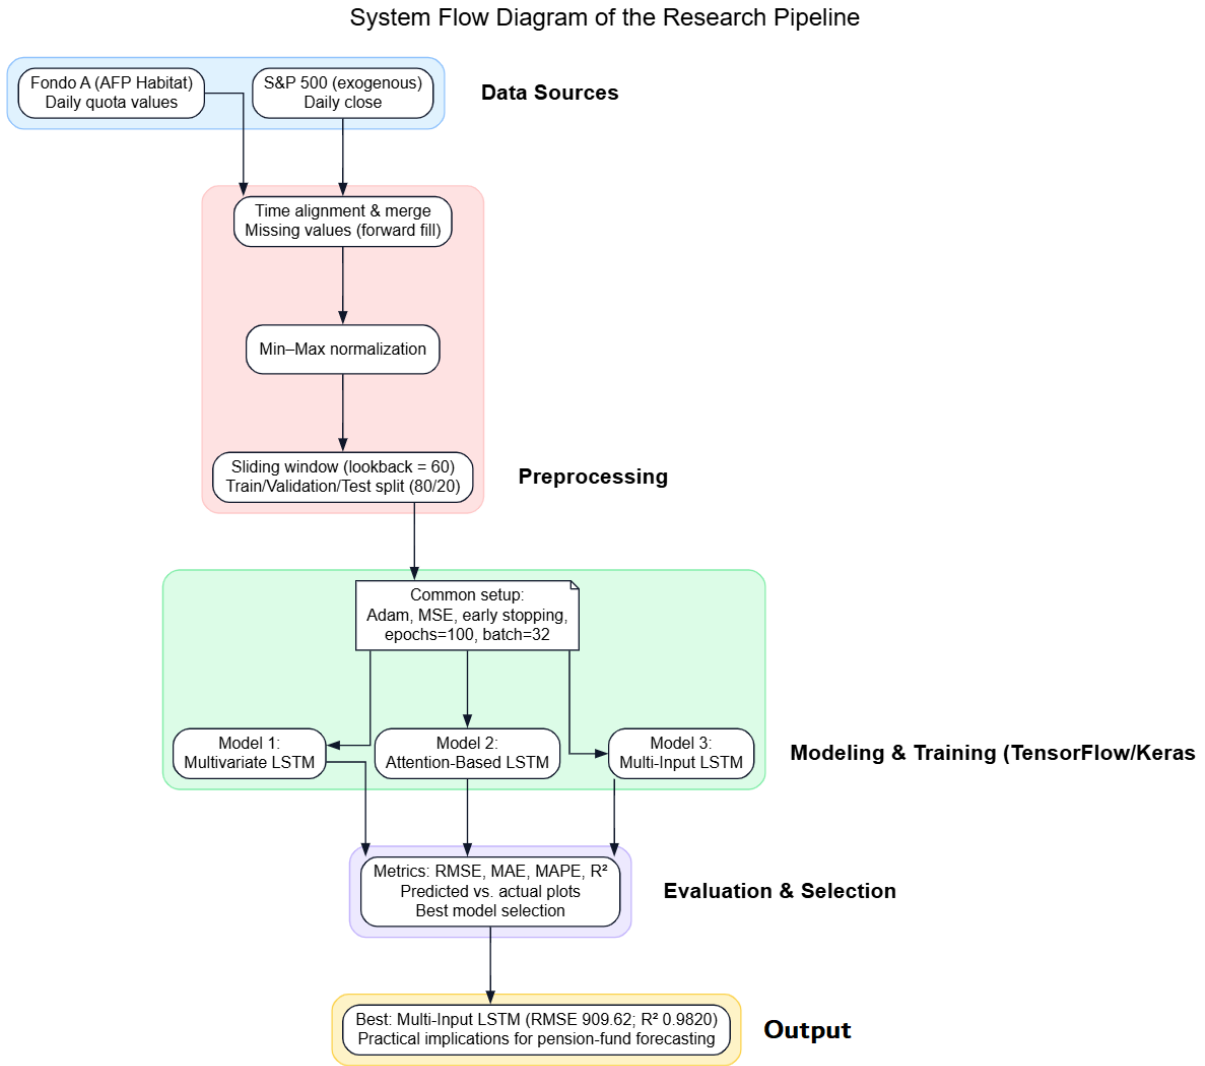 System Flow Diagram of the Research Pipeline
Fondo A (AFP Habitat)
Daily quota values
S&P 500 (exogenous)
Daily close
Data Sources
Time alignment & merge
Missing values (forward fill)
Min–Max normalization
Sliding window (lookback = 60)
Train/Validation/Test split (80/20)
Preprocessing
Common setup:
Adam, MSE, early stopping,
epochs=100, batch=32
Model 1:
Multivariate LSTM
Model 2:
Attention-Based LSTM
Model 3:
Multi-Input LSTM
Modeling & Training (TensorFlow/Keras
Metrics: RMSE, MAE, MAPE, R²
Predicted vs. actual plots
Best model selection
Evaluation & Selection
Best: Multi-Input LSTM (RMSE 909.62; R² 0.9820)
Practical implications for pension-fund forecasting
Output